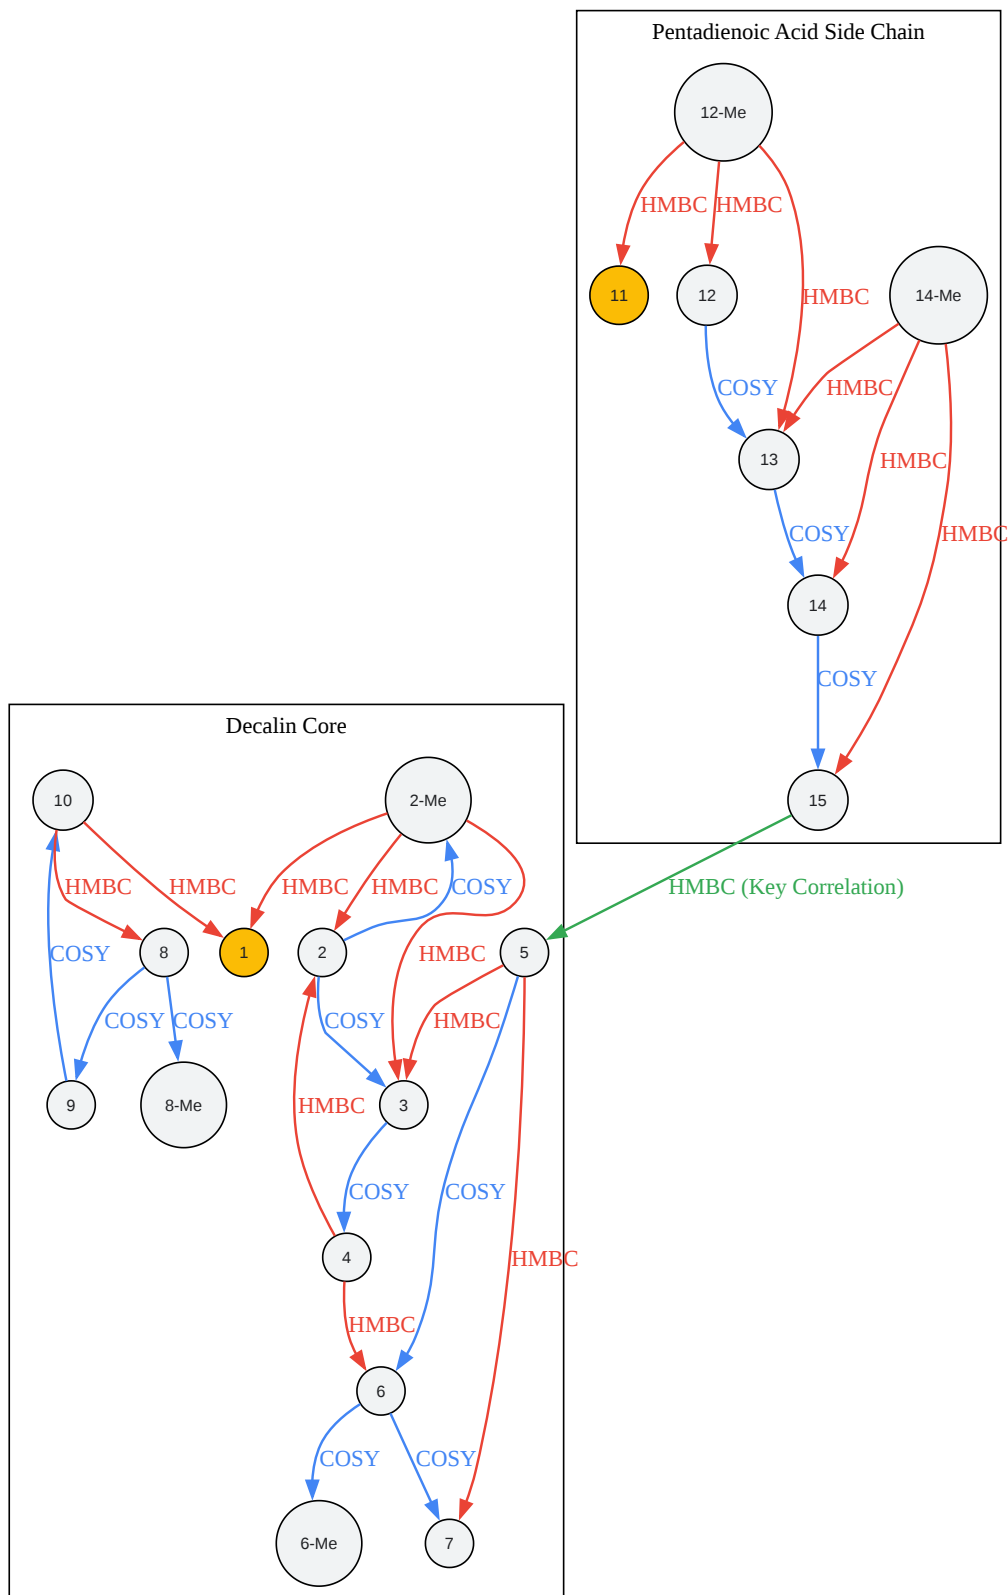 Pentadienoic Acid Side Chain
12-Me
HMBC
HMBC
11
12
HMBC
14-Me
COSY
HMBC
13
HMBC
COSY
HMBC
14
COSY
15
HMBC (Key Correlation)
Decalin Core
10
2-Me
HMBC
HMBC
HMBC
HMBC
COSY
COSY
8
1
2
HMBC
5
COSY
COSY
COSY
HMBC
9
8-Me
HMBC
3
COSY
COSY
4
HMBC
HMBC
6
COSY
COSY
6-Me
7